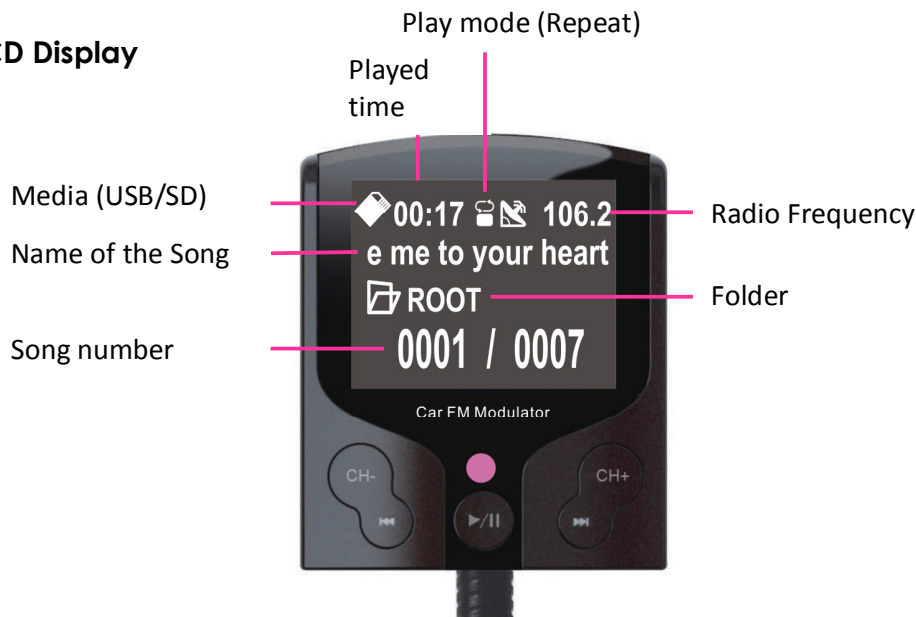 Play mode (Repeat)
CD Display
Played
time
Media (USB/SD)
00:17 106.2
Radio Frequency
Name of the Song
e me to your heart
ROOT
Folder
Song number
0001 / 0007
Car FM Modulator
CH-
CH+